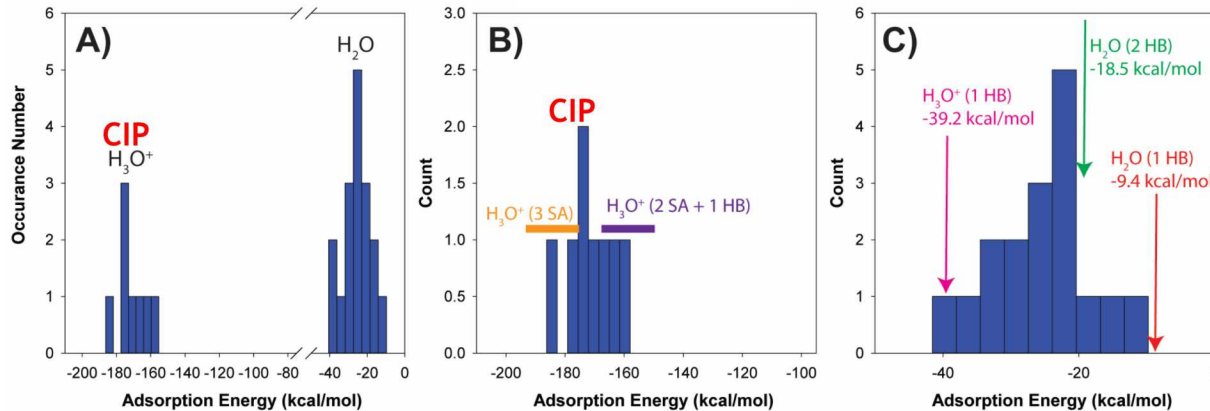 A)
Occurance Number
6
5
4
3
2
1
0
CIP
H₃O⁺
H₂O
-200 -180 -160 -140 -120 -100 -80 -40 -20 0
Adsorption Energy (kcal/mol)
B)
Count
3.0
2.5
2.0
1.5
1.0
0.5
0.0
CIP
H₃O⁺ (3 SA)
H₃O⁺ (2 SA + 1 HB)
-200 -180 -160 -140 -120 -100
Adsorption Energy (kcal/mol)
C)
Count
6
5
4
3
2
1
0
H₂O (2 HB)
-18.5 kcal/mol
H₃O⁺ (1 HB)
-39.2 kcal/mol
H₂O (1 HB)
-9.4 kcal/mol
-40 -20
Adsorption Energy (kcal/mol)